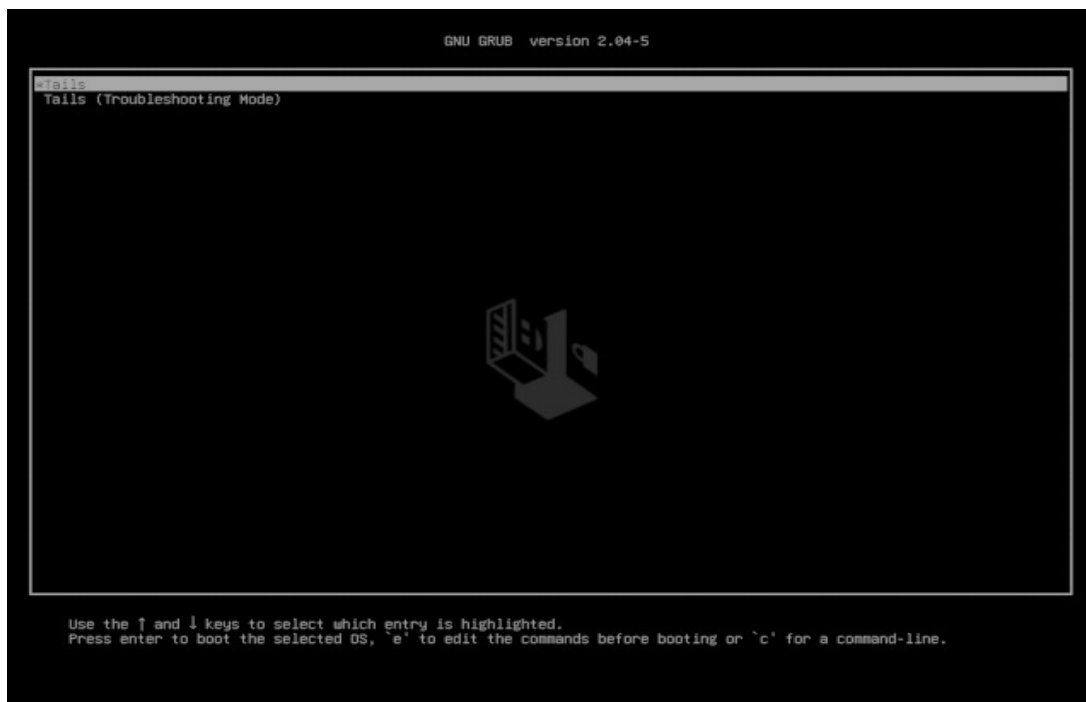 GNU GRUB version 2.04-5
*Tails
Tails (Troubleshooting Mode)
Use the ↑ and ↓ keys to select which entry is highlighted.
Press enter to boot the selected OS, `e' to edit the commands before booting or `c' for a command-line.